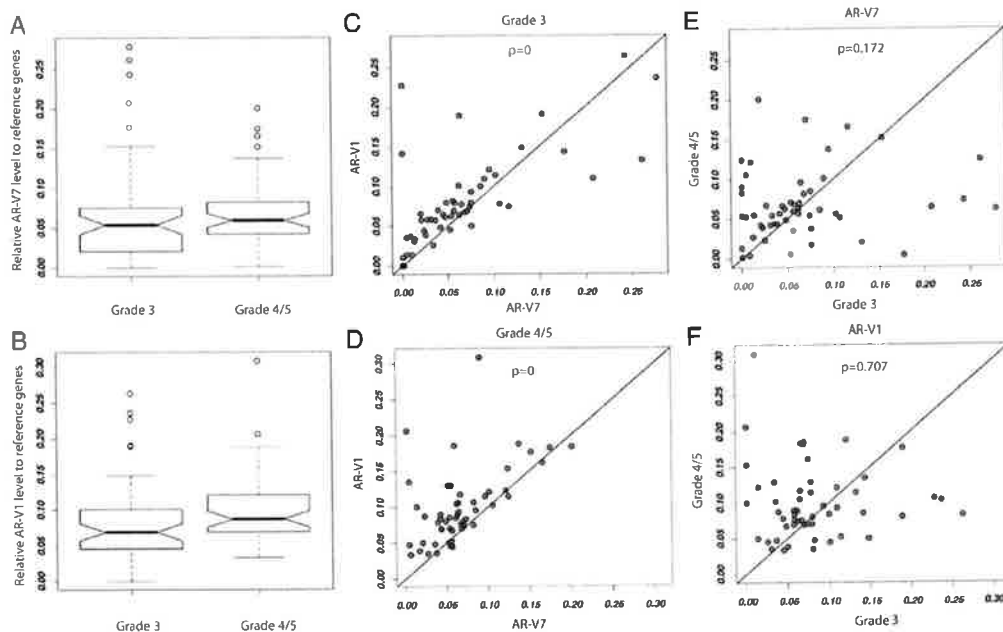 A
Relative AR-V7 level to reference genes
0.00 0.05 0.10 0.15 0.20 0.25
Grade 3 Grade 4/5
B
Relative AR-V1 level to reference genes
0.00 0.05 0.10 0.15 0.20 0.25 0.30
Grade 3 Grade 4/5
C
Grade 3
ρ=0
AR-V1
0.00 0.05 0.10 0.15 0.20 0.25
0.00 0.05 0.10 0.15 0.20 0.25
AR-V7
D
Grade 4/5
p=0
AR-V1
0.00 0.05 0.10 0.15 0.20 0.25 0.30
0.00 0.05 0.10 0.15 0.20 0.25 0.30
AR-V7
E
AR-V7
p=0.172
Grade 4/5
0.00 0.05 0.10 0.15 0.20 0.25
0.00 0.05 0.10 0.15 0.20 0.25
Grade 3
F
AR-V1
p=0.707
Grade 4/5
0.00 0.05 0.10 0.15 0.20 0.25 0.30
0.00 0.06 0.10 0.15 0.20 0.25 0.30
Grade 3